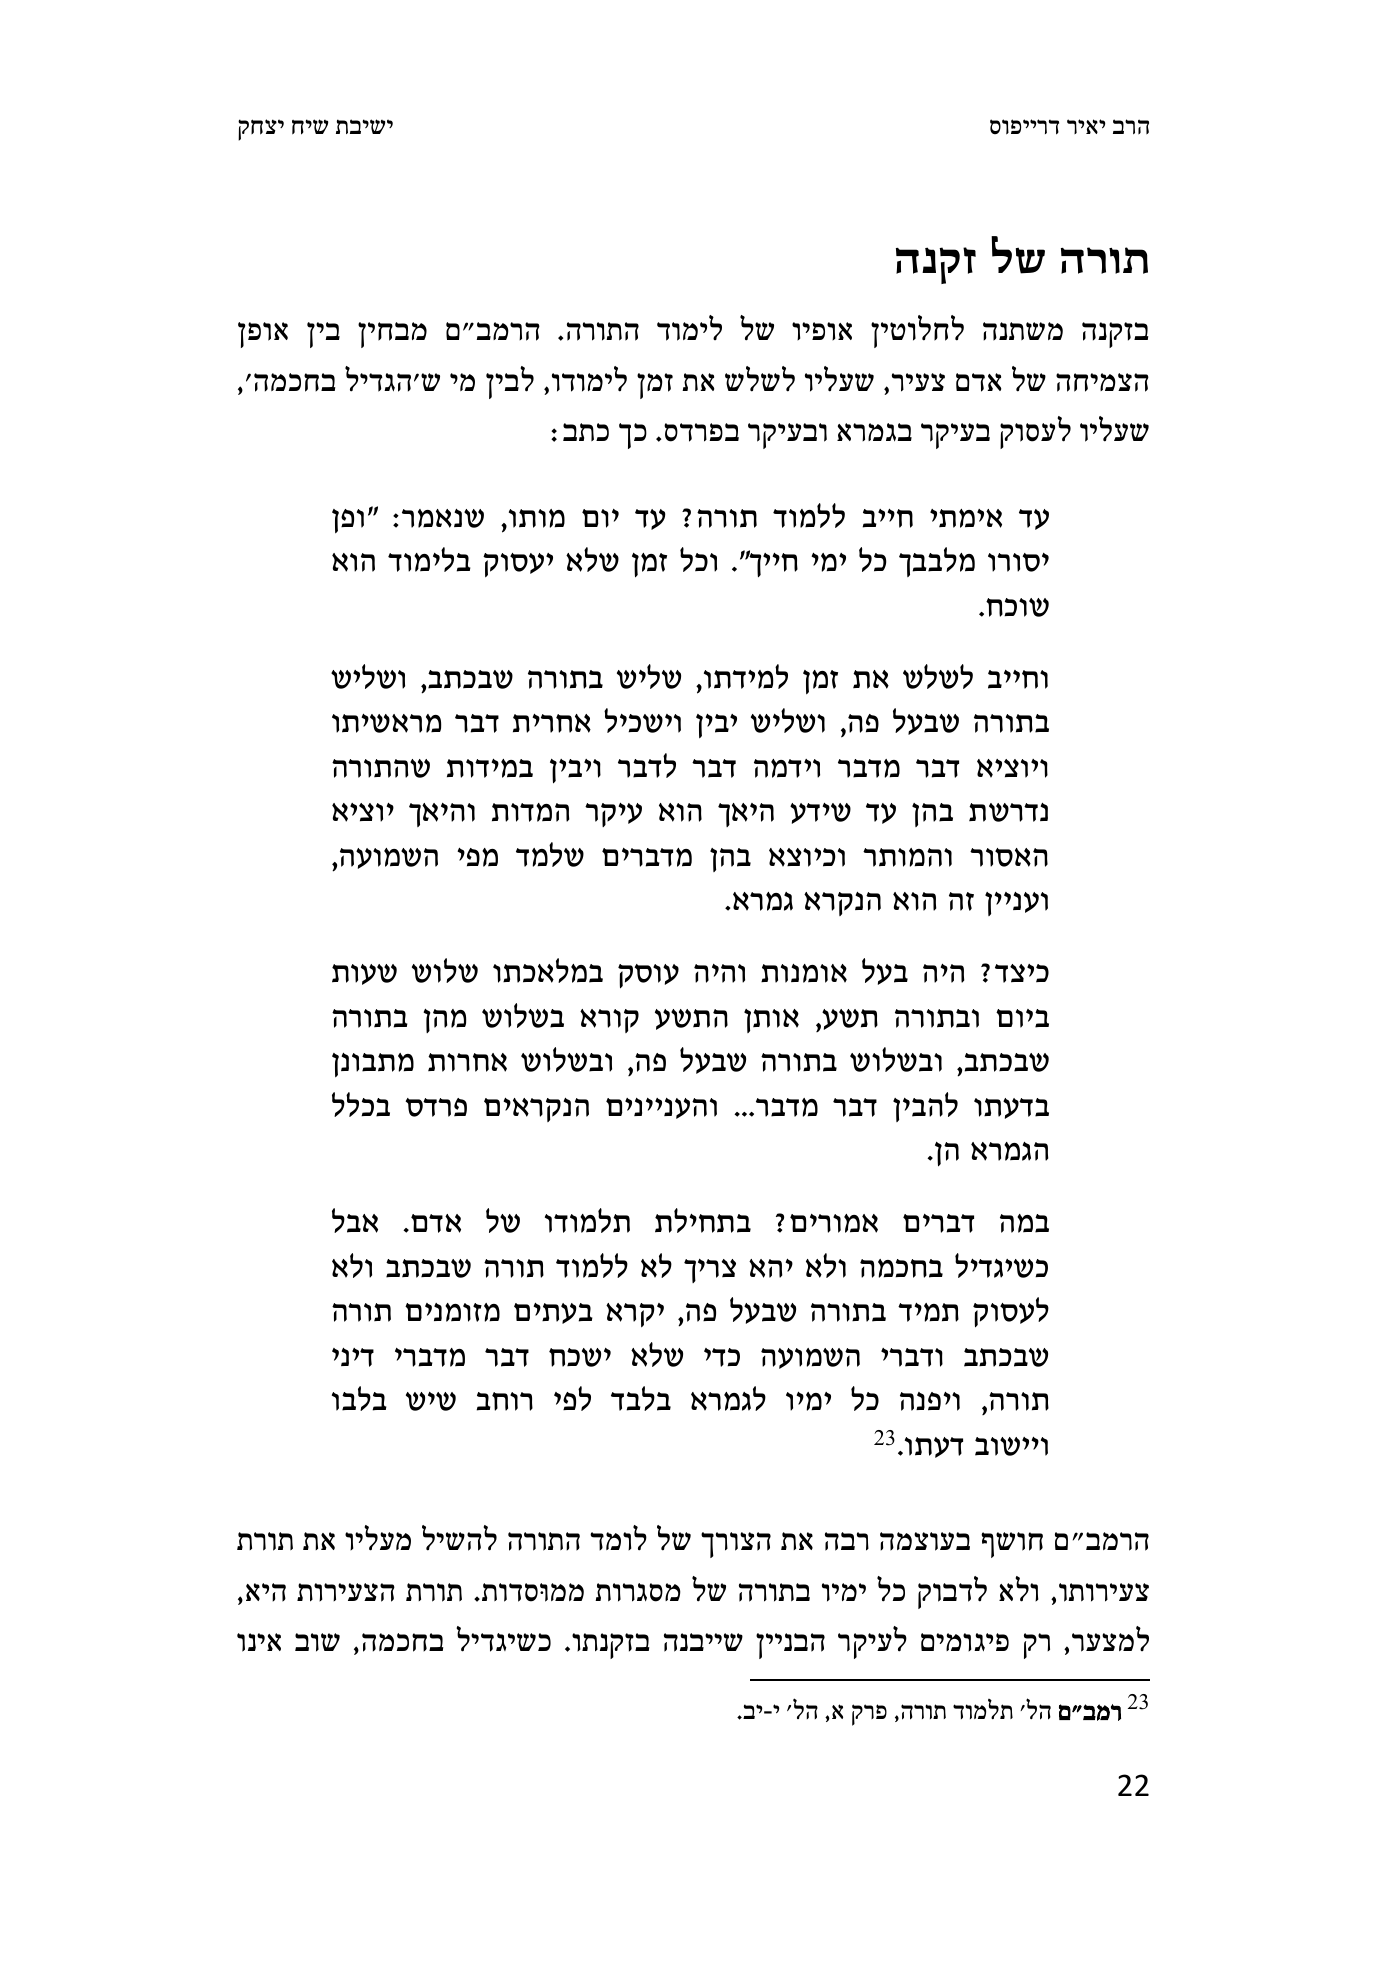 הרב יאיר דרייפוס ישיבת שיח יצחק
תורה של זקנה
בזקנה משתנה לחלוטין אופיו של לימוד התורה. הרמב״ם מבחין בין אופן
הצמיחה של אדם צעיר, שעליו לשלש את זמן לימודו, לבין מי ש׳הגדיל בחכמה׳,
שעליו לעסוק בעיקר בגמרא ובעיקר בפרדס. כך כתב:
עד אימתי חייב ללמוד תורה? עד יום מותו, שנאמר: ״ופן
יסורו מלבבך כל ימי חייך״. וכל זמן שלא יעסוק בלימוד הוא
שוכח.
וחייב לשלש את זמן למידתו, שליש בתורה שבכתב, ושליש
בתורה שבעל פה, ושליש יבין וישכיל אחרית דבר מראשיתו
ויוציא דבר מדבר וידמה דבר לדבר ויבין במידות שהתורה
נדרשת בהן עד שידע היאך הוא עיקר המדות והיאך יוציא
האסור והמותר וכיוצא בהן מדברים שלמד מפי השמועה,
ועניין זה הוא הנקרא גמרא.
כיצד? היה בעל אומנות והיה עוסק במלאכתו שלוש שעות
ביום ובתורה תשע, אותן התשע קורא בשלוש מהן בתורה
שבכתב, ובשלוש בתורה שבעל פה, ובשלוש אחרות מתבונן
בדעתו להבין דבר מדבר... והעניינים הנקראים פרדס בכלל
הגמרא הן.
במה דברים אמורים? בתחילת תלמודו של אדם. אבל
כשיגדיל בחכמה ולא יהא צריך לא ללמוד תורה שבכתב ולא
לעסוק תמיד בתורה שבעל פה, יקרא בעתים מזומנים תורה
שבכתב ודברי השמועה כדי שלא ישכח דבר מדברי דיני
תורה, ויפנה כל ימיו לגמרא בלבד לפי רוחב שיש בלבו
ויישוב דעתו.23
הרמב״ם חושף בעוצמה רבה את הצורך של לומד התורה להשיל מעליו את תורת
צעירותו, ולא לדבוק כל ימיו בתורה של מסגרות ממוּסדות. תורת הצעירות היא,
למצער, רק פיגומים לעיקר הבניין שייבנה בזקנתו. כשיגדיל בחכמה, שוב אינו
23 רמב״ם הל׳ תלמוד תורה, פרק א, הל׳ י-יב.
22